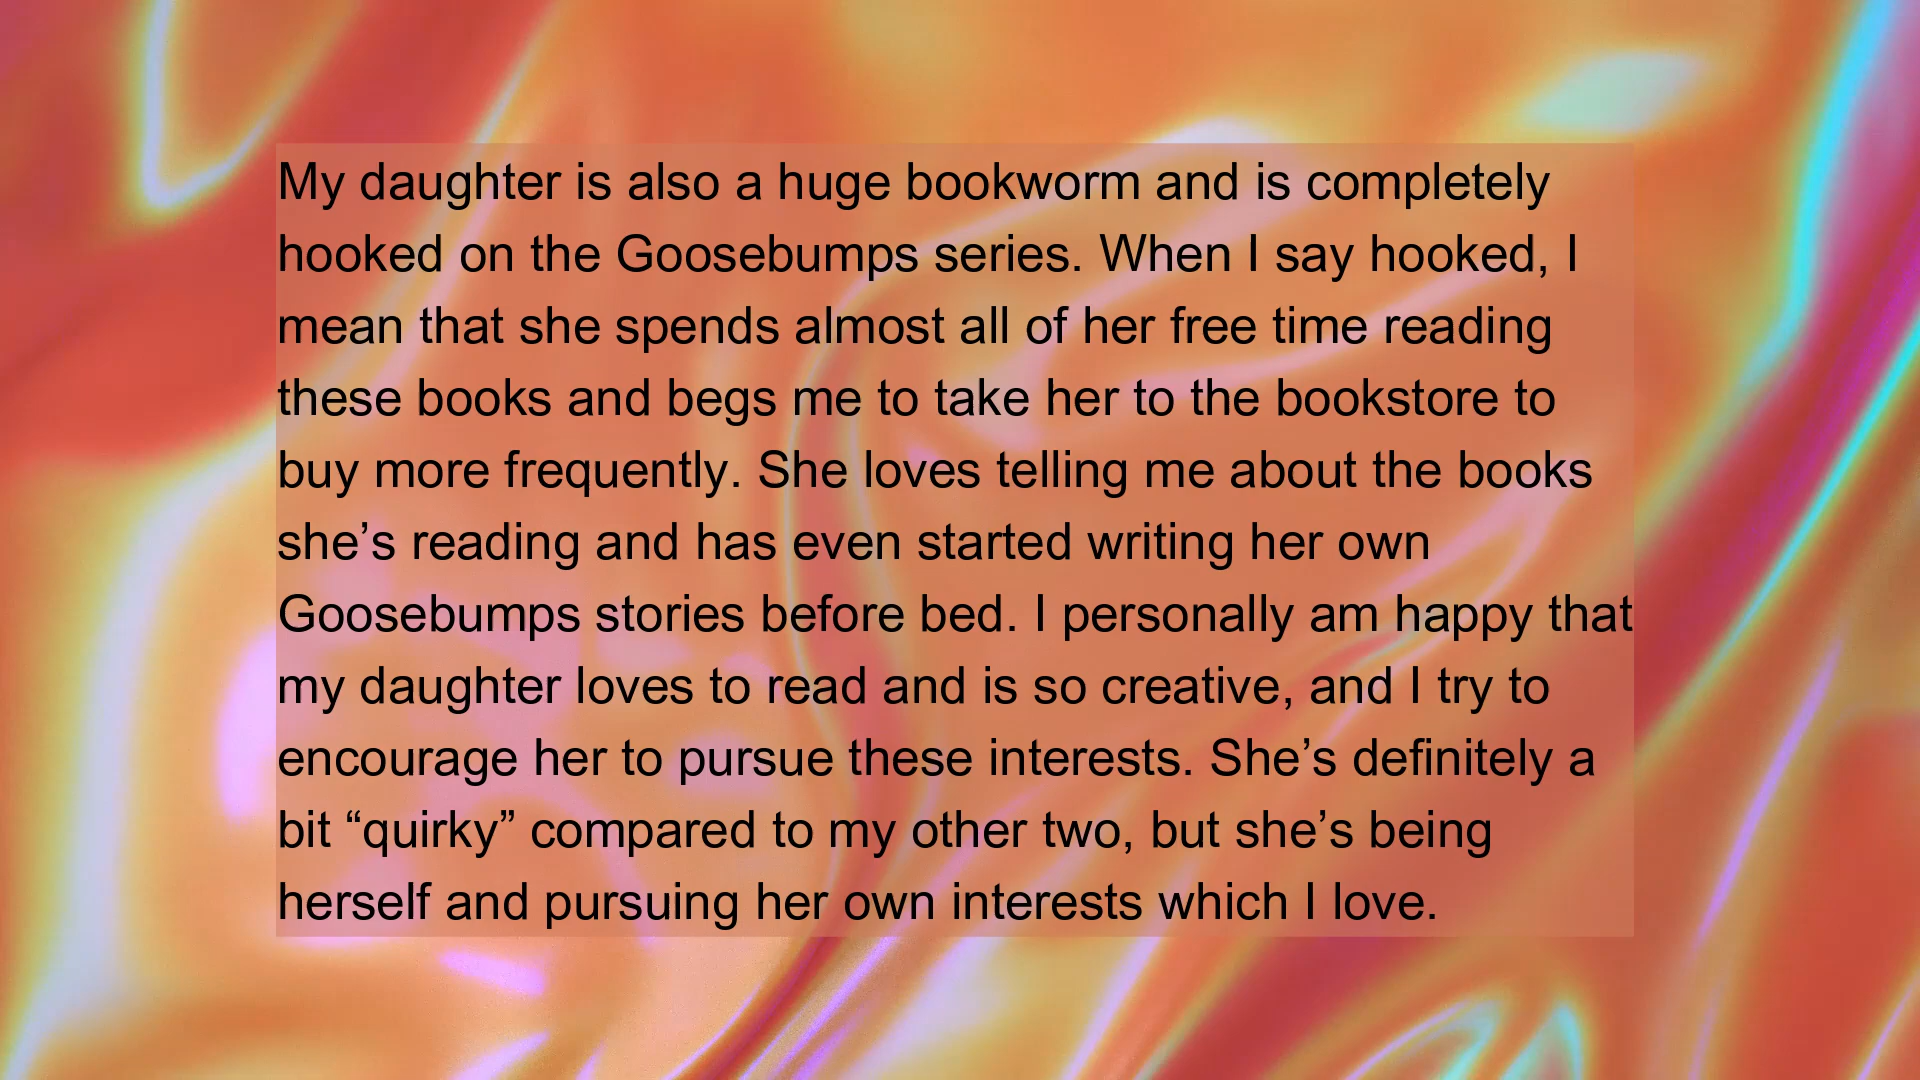 My daughter is also a huge bookworm and is completely
hooked on the Goosebumps series. When I say hooked, I
mean that she spends almost all of her free time reading
these books and begs me to take her to the bookstore to
buy more frequently. She loves telling me about the books
she’s reading and has even started writing her own
Goosebumps stories before bed. I personally am happy that
my daughter loves to read and is so creative, and I try to
encourage her to pursue these interests. She’s definitely a
bit “quirky” compared to my other two, but she’s being
herself and pursuing her own interests which I love.